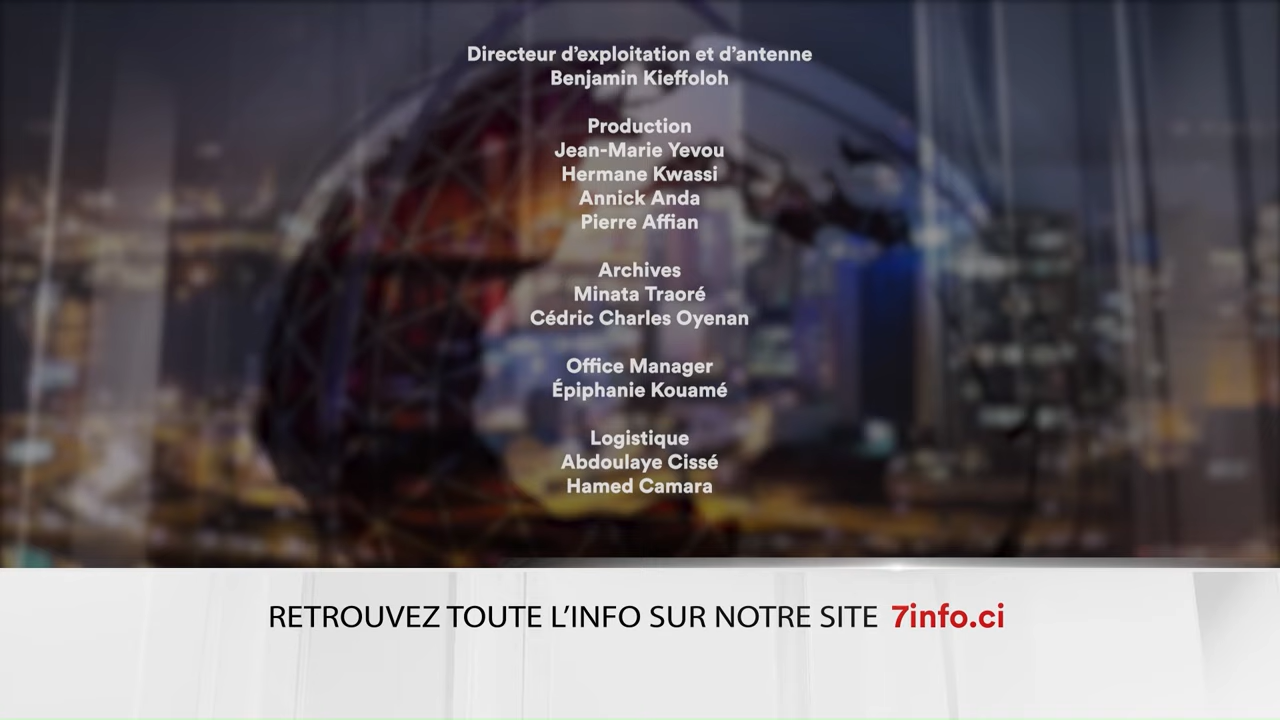 Directeur d'exploitation et d'antenne
Benjamin Kieffoloh
Production
Jean-Marie Yevou
Hermane Kwassi
Annick Anda
Pierre Affian
Archives
Minata Traoré
Cédric Charles Oyenan
Office Manager
Épiphanie Kouamé
Logistique
Abdoulaye Cissé
Hamed Camara
RETROUVEZ TOUTE L'INFO SUR NOTRE SITE 7info.ci